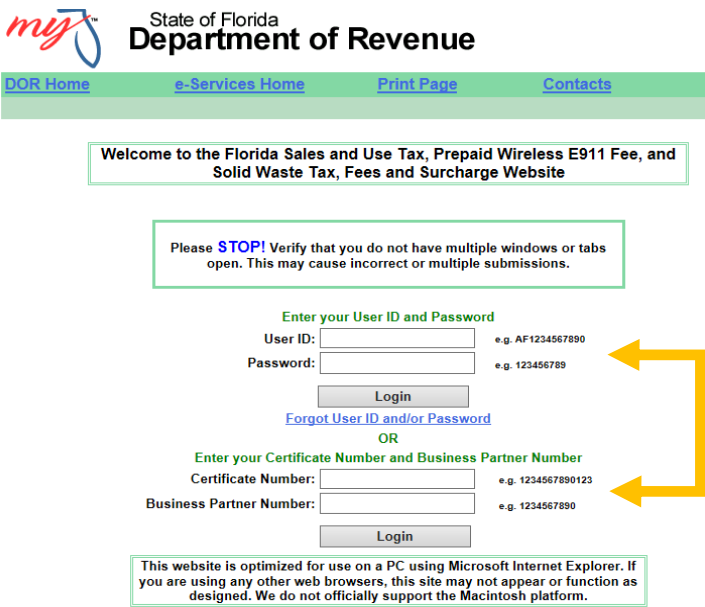 my FL™
State of Florida
Department of Revenue
DOR Home e-Services Home Print Page Contacts
Welcome to the Florida Sales and Use Tax, Prepaid Wireless E911 Fee, and
Solid Waste Tax, Fees and Surcharge Website
Please STOP! Verify that you do not have multiple windows or tabs
open. This may cause incorrect or multiple submissions.
Enter your User ID and Password
User ID: e.g. AF1234567890
Password: e.g. 123456789
Login
Forgot User ID and/or Password
OR
Enter your Certificate Number and Business Partner Number
Certificate Number: e.g. 1234567890123
Business Partner Number: e.g. 1234567890
Login
This website is optimized for use on a PC using Microsoft Internet Explorer. If
you are using any other web browsers, this site may not appear or function as
designed. We do not officially support the Macintosh platform.